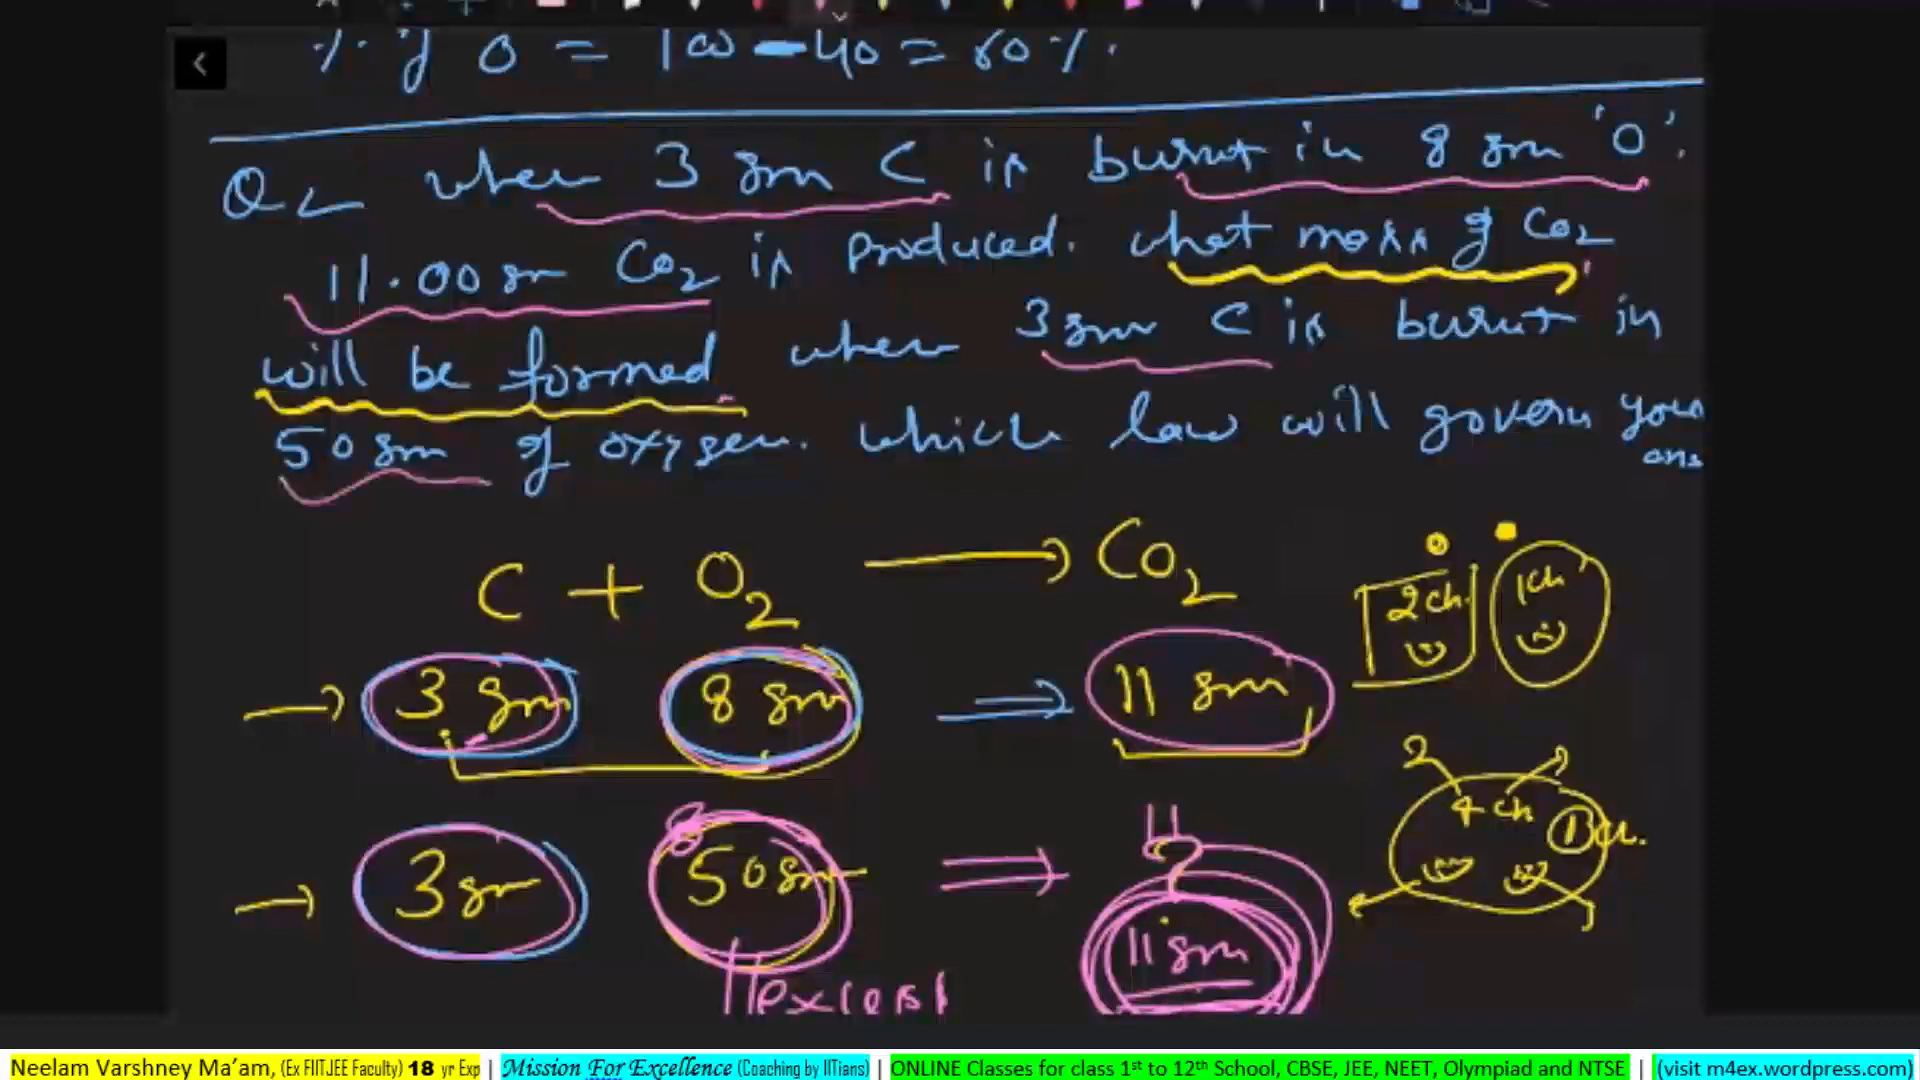 % of O = 100 - 40 = 60 %.
Q2 when 3 gm C is burnt in 8 gm 'O'.
11.00 gm CO2 is produced. what mass of CO2
will be formed when 3 gm C is burnt in
50 gm of oxygen. which law will govern your
ans
C + O2 → CO2
2 ch. 1 ch
→ 3 gm 8 gm ⇒ 11 gm
2 4 ch 1
11
→ 3 gm 50 gm ⇒ ?
11 gm
excess
Neelam Varshney Ma'am, (Ex FIITJEE Faculty) 18 yr Exp | Mission For Excellence (Coaching by IITians) | ONLINE Classes for class 1st to 12th School, CBSE, JEE, NEET, Olympiad and NTSE | (visit m4ex.wordpress.com)